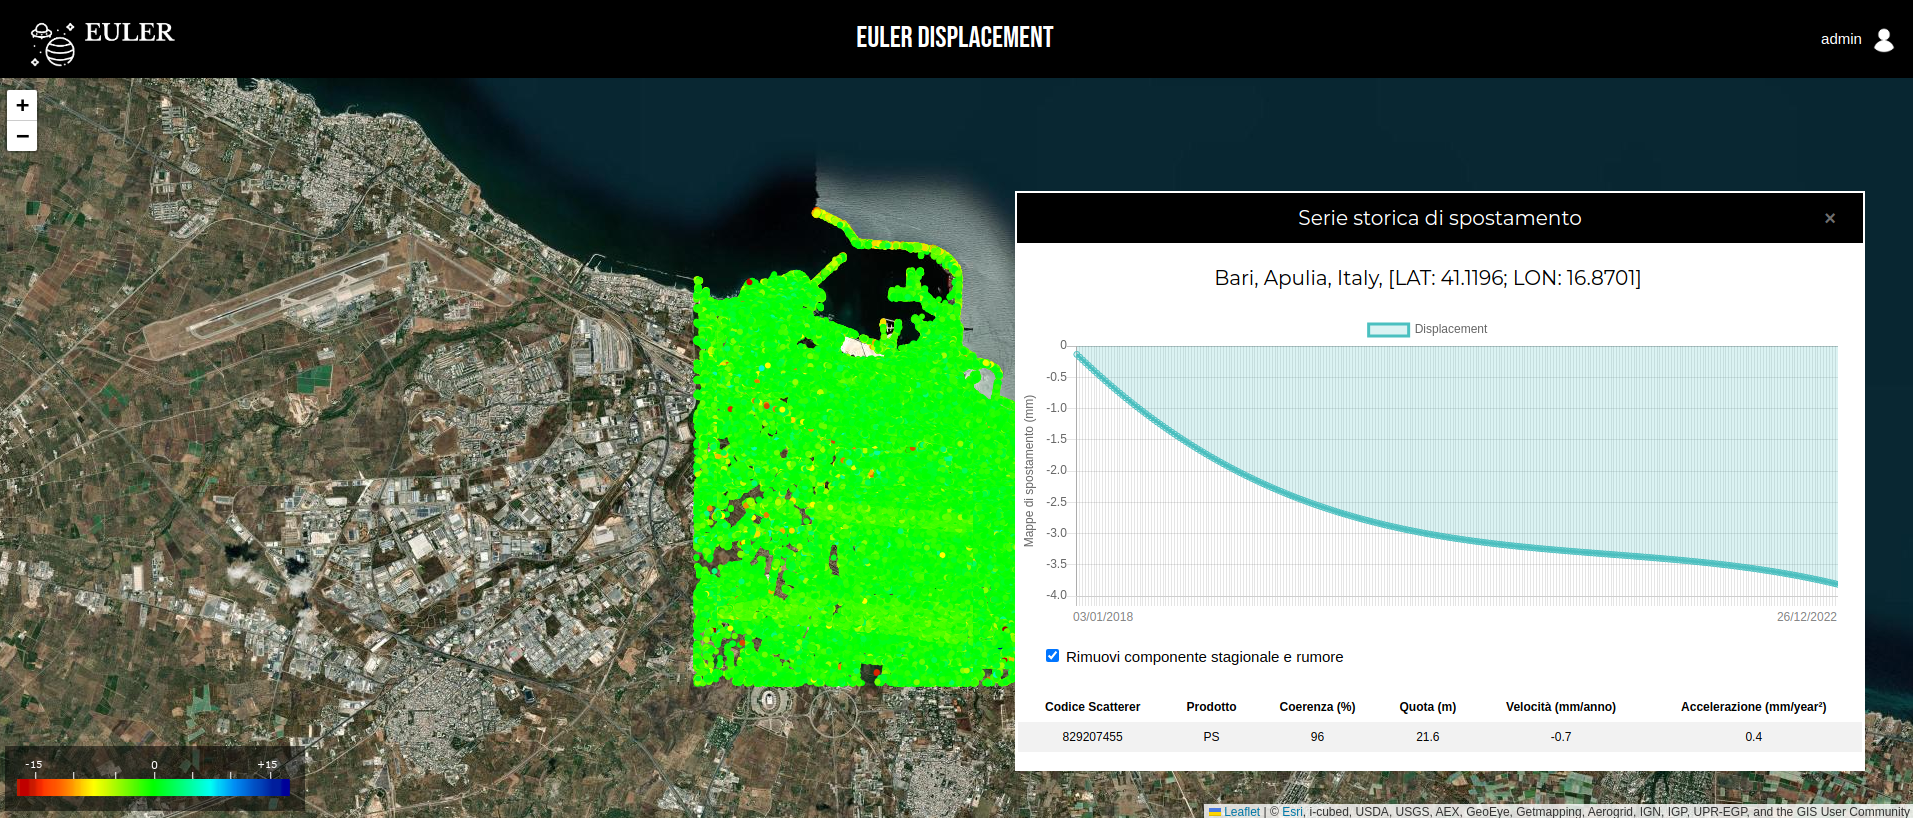 EULER
EULER DISPLACEMENT
admin
+
−
Serie storica di spostamento
×
Bari, Apulia, Italy, [LAT: 41.1196; LON: 16.8701]
Displacement
Mappe di spostamento (mm)
0
-0.5
-1.0
-1.5
-2.0
-2.5
-3.0
-3.5
-4.0
03/01/2018 26/12/2022
Rimuovi componente stagionale e rumore
Codice Scatterer Prodotto Coerenza (%) Quota (m) Velocità (mm/anno) Accelerazione (mm/year²)
829207455 PS 96 21.6 -0.7 0.4
-15 0 +15
Leaflet | © Esri, i-cubed, USDA, USGS, AEX, GeoEye, Getmapping, Aerogrid, IGN, IGP, UPR-EGP, and the GIS User Community